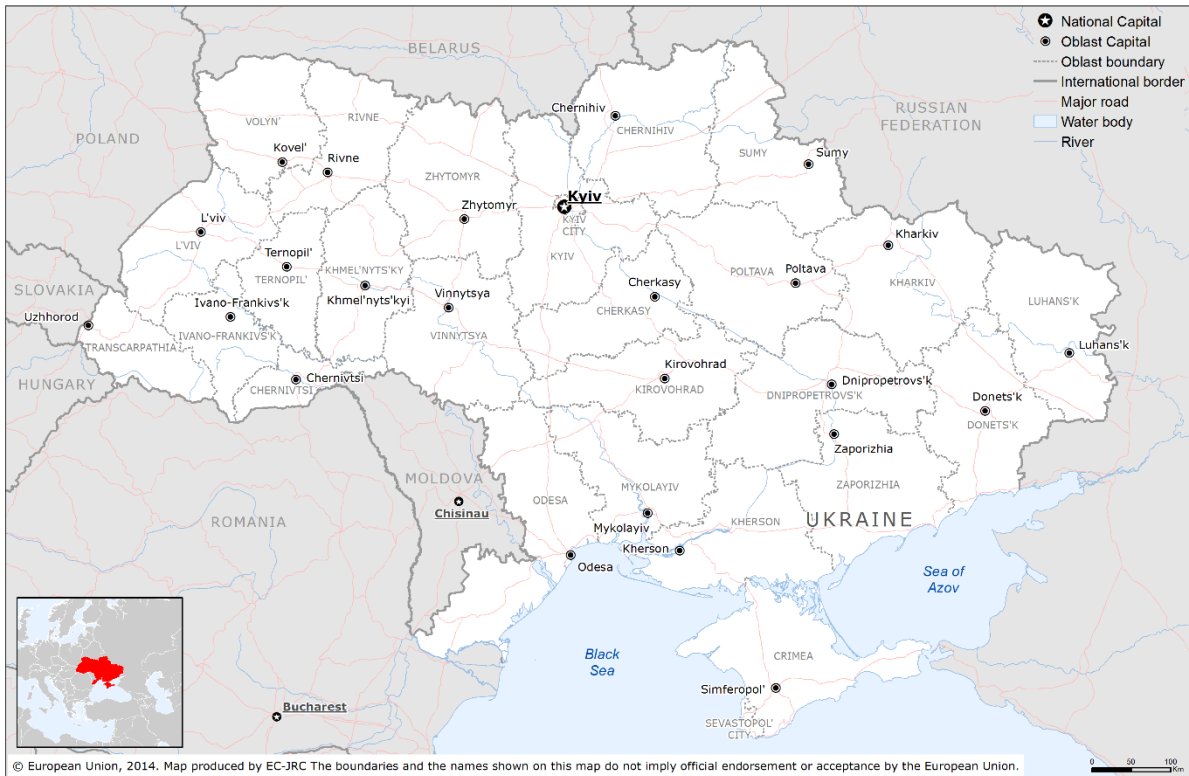 National Capital
Oblast Capital
Oblast boundary
International border
Major road
Water body
River
BELARUS
POLAND
RUSSIAN
FEDERATION
Chernihiv
CHERNIHIV
VOLYN'
RIVNE
Kovel'
Rivne
SUMY
Sumy
ZHYTOMYR
Zhytomyr
Kyiv
KYIV
CITY
KYIV
L'viv
L'VIV
Kharkiv
KHARKIV
Ternopil'
TERNOPIL'
KHMEL'NYTS'KY
Khmel'nyts'kyi
POLTAVA
Poltava
Cherkasy
CHERKASY
LUHANS'K
Luhans'k
SLOVAKIA
Uzhhorod
Ivano-Frankivs'k
IVANO-FRANKIVS'K
TRANSCARPATHIA
Vinnytsya
VINNYTSYA
HUNGARY
Chernivtsi
CHERNIVTSI
Kirovohrad
KIROVOHRAD
Dnipropetrovs'k
DNIPROPETROVS'K
Donets'k
DONETS'K
Zaporizhia
ZAPORIZHIA
MOLDOVA
Chisinau
ROMANIA
ODESA
MYKOLAYIV
Mykolayiv
KHERSON
Kherson
UKRAINE
Odesa
Sea of
Azov
Black
Sea
CRIMEA
Simferopol'
SEVASTOPOL'
CITY
Bucharest
0 50 100
Km
© European Union, 2014. Map produced by EC-JRC The boundaries and the names shown on this map do not imply official endorsement or acceptance by the European Union.